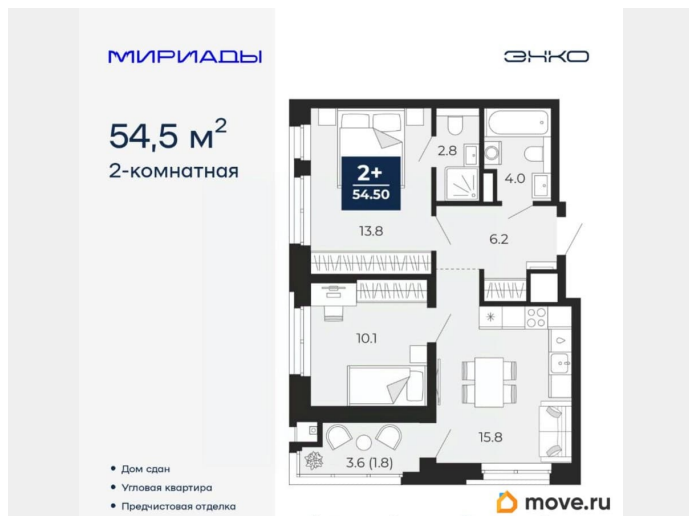 МИРИАДЫ
ЭНКО
54,5 м²
2-комнатная
2.8
4.0
2+
54.50
13.8
6.2
10.1
15.8
3.6 (1.8)
• Дом сдан
• Угловая квартира
• Предчистовая отделка
move.ru